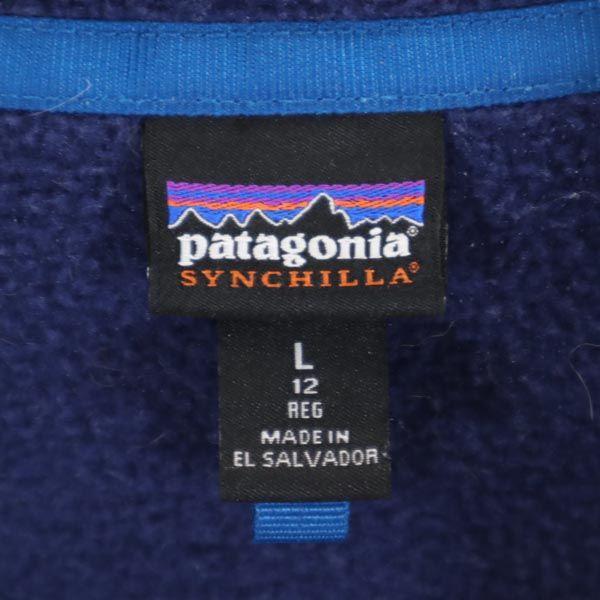 patagonia®
SYNCHILLA®
L
12
REG
MADE IN
EL SALVADOR